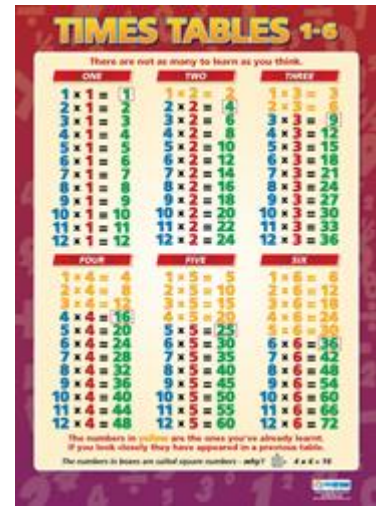 TIMES TABLES 1-6
There are not as many to learn as you think.
ONE TWO THREE
1 × 1 = 1 1 × 2 = 2 1 × 3 = 3
2 × 1 = 2 2 × 2 = 4 2 × 3 = 6
3 × 1 = 3 3 × 2 = 6 3 × 3 = 9
4 × 1 = 4 4 × 2 = 8 4 × 3 = 12
5 × 1 = 5 5 × 2 = 10 5 × 3 = 15
6 × 1 = 6 6 × 2 = 12 6 × 3 = 18
7 × 1 = 7 7 × 2 = 14 7 × 3 = 21
8 × 1 = 8 8 × 2 = 16 8 × 3 = 24
9 × 1 = 9 9 × 2 = 18 9 × 3 = 27
10 × 1 = 10 10 × 2 = 20 10 × 3 = 30
11 × 1 = 11 11 × 2 = 22 11 × 3 = 33
12 × 1 = 12 12 × 2 = 24 12 × 3 = 36
FOUR FIVE SIX
1 × 4 = 4 1 × 5 = 5 1 × 6 = 6
2 × 4 = 8 2 × 5 = 10 2 × 6 = 12
3 × 4 = 12 3 × 5 = 15 3 × 6 = 18
4 × 4 = 16 4 × 5 = 20 4 × 6 = 24
5 × 4 = 20 5 × 5 = 25 5 × 6 = 30
6 × 4 = 24 6 × 5 = 30 6 × 6 = 36
7 × 4 = 28 7 × 5 = 35 7 × 6 = 42
8 × 4 = 32 8 × 5 = 40 8 × 6 = 48
9 × 4 = 36 9 × 5 = 45 9 × 6 = 54
10 × 4 = 40 10 × 5 = 50 10 × 6 = 60
11 × 4 = 44 11 × 5 = 55 11 × 6 = 66
12 × 4 = 48 12 × 5 = 60 12 × 6 = 72
The numbers in yellow are the ones you've already learnt.
If you look closely they have appeared in a previous table.
The numbers in boxes are called square numbers - why? 4 x 4 = 16